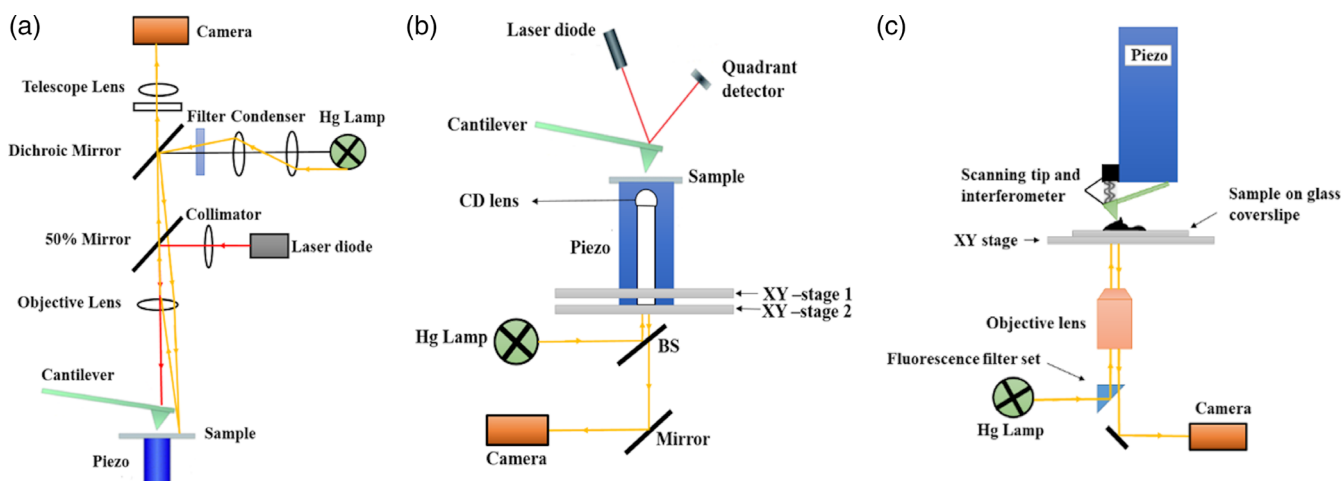 (a)
Camera
Telescope Lens
Filter
Condenser
Hg Lamp
Dichroic Mirror
Collimator
50% Mirror
Laser diode
Objective Lens
Cantilever
Sample
Piezo
(b)
Laser diode
Quadrant
detector
Cantilever
Sample
CD lens
Piezo
XY –stage 1
XY –stage 2
Hg Lamp
BS
Camera
Mirror
(c)
Piezo
Scanning tip and
interferometer
Sample on glass
coverslipe
XY stage
Objective lens
Fluorescence filter set
Hg Lamp
Camera